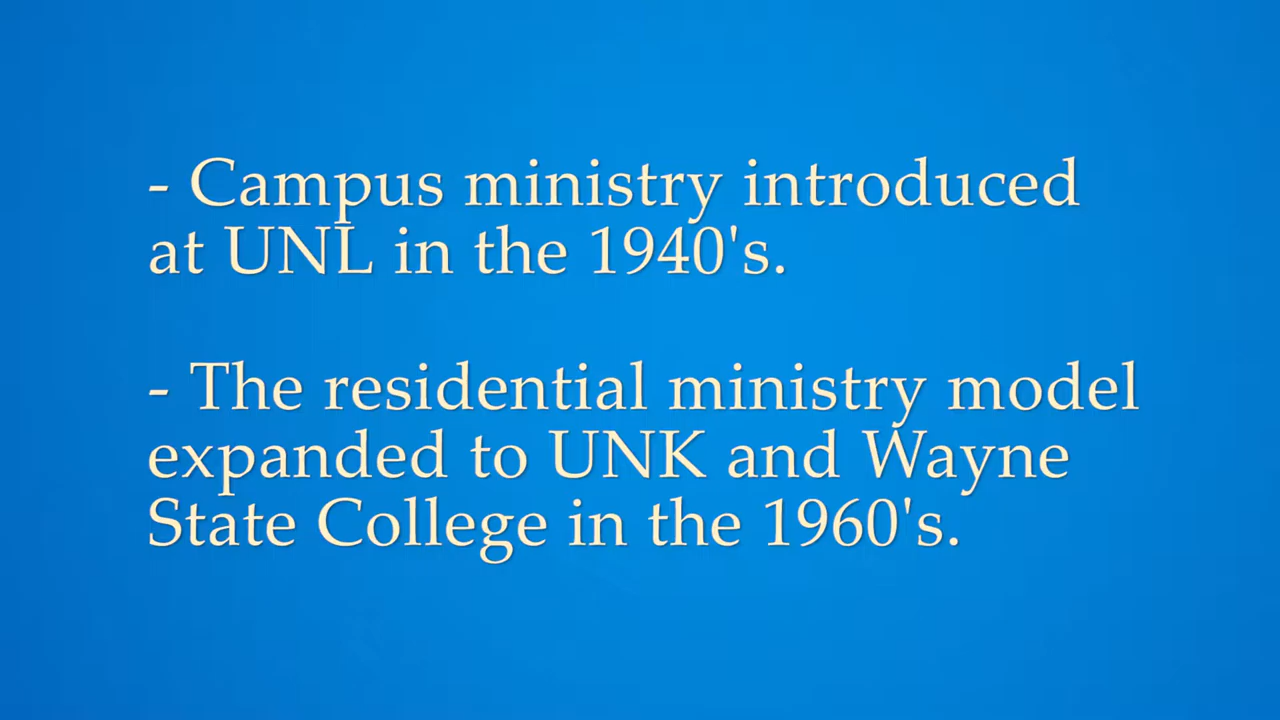 - Campus ministry introduced
at UNL in the 1940's.
- The residential ministry model
expanded to UNK and Wayne
State College in the 1960's.